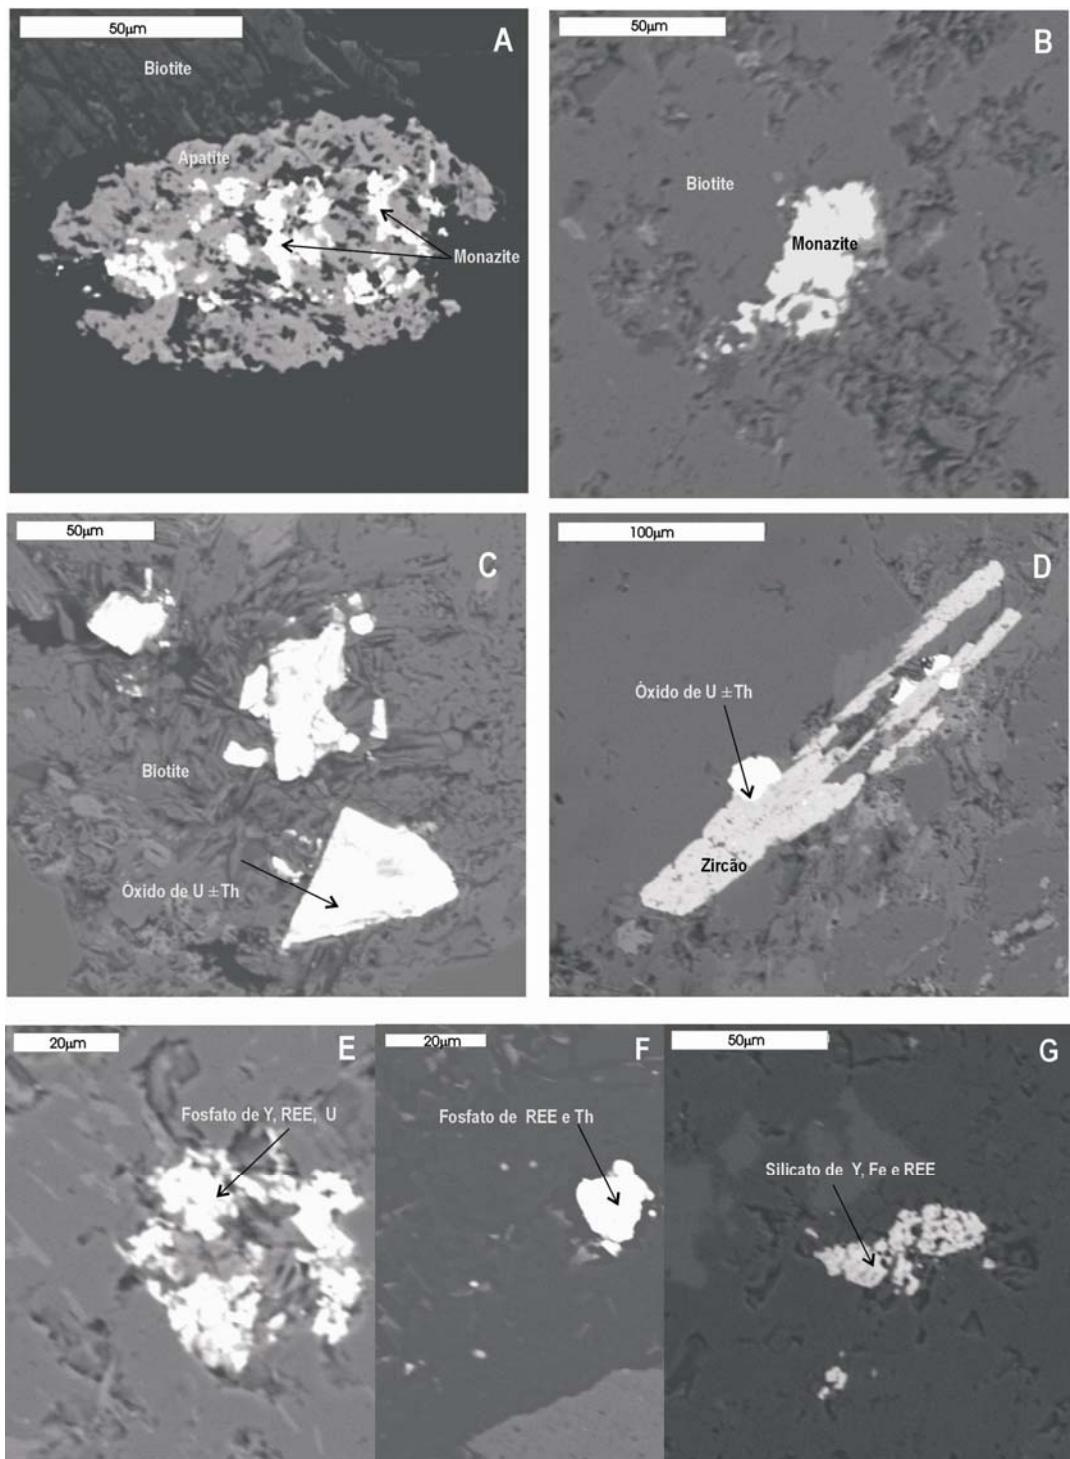 50µm
A
Biotite
Apatite
Monazite
50µm
B
Biotite
Monazite
50µm
C
Biotite
Óxido de U ±Th
100µm
D
Óxido de U ±Th
Zircão
20µm
E
Fosfato de Y, REE, U
20µm
F
Fosfato de REE e Th
50µm
G
Silicato de Y, Fe e REE